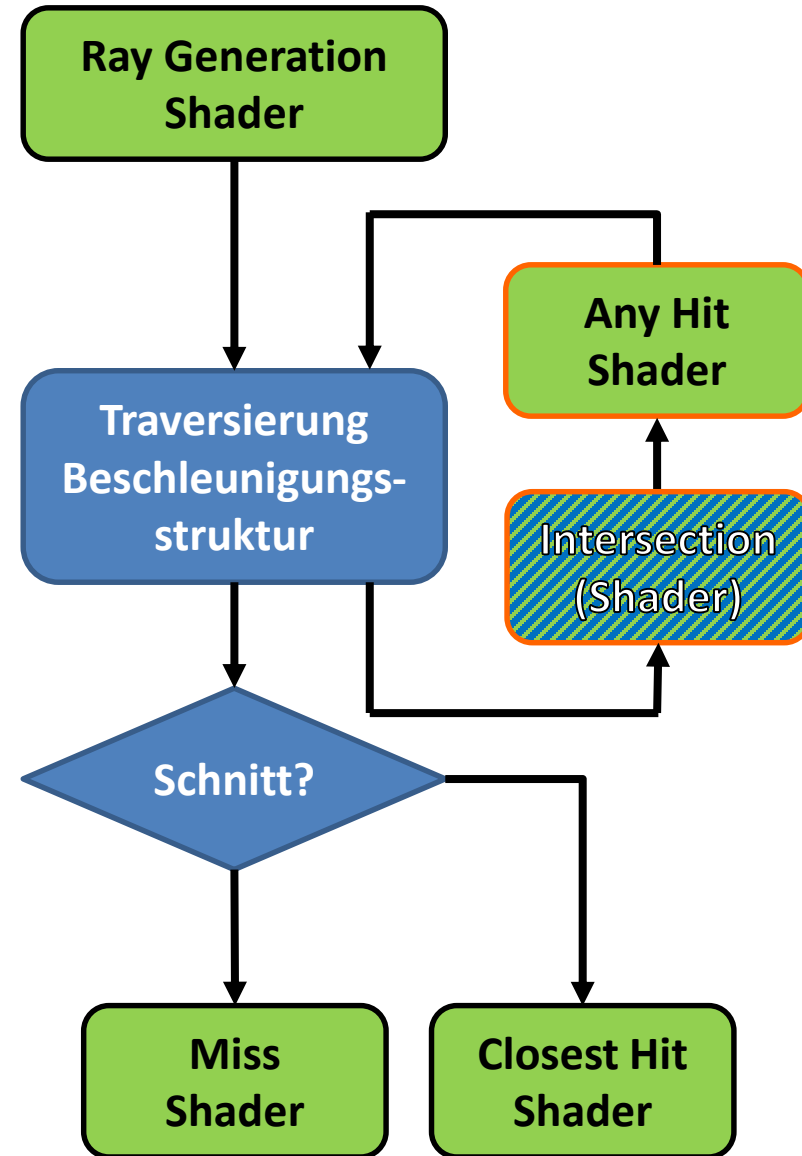 Ray Generation
Shader
Any Hit
Shader
Traversierung
Beschleunigungs-
struktur
Intersection
(Shader)
Schnitt?
Miss
Shader
Closest Hit
Shader